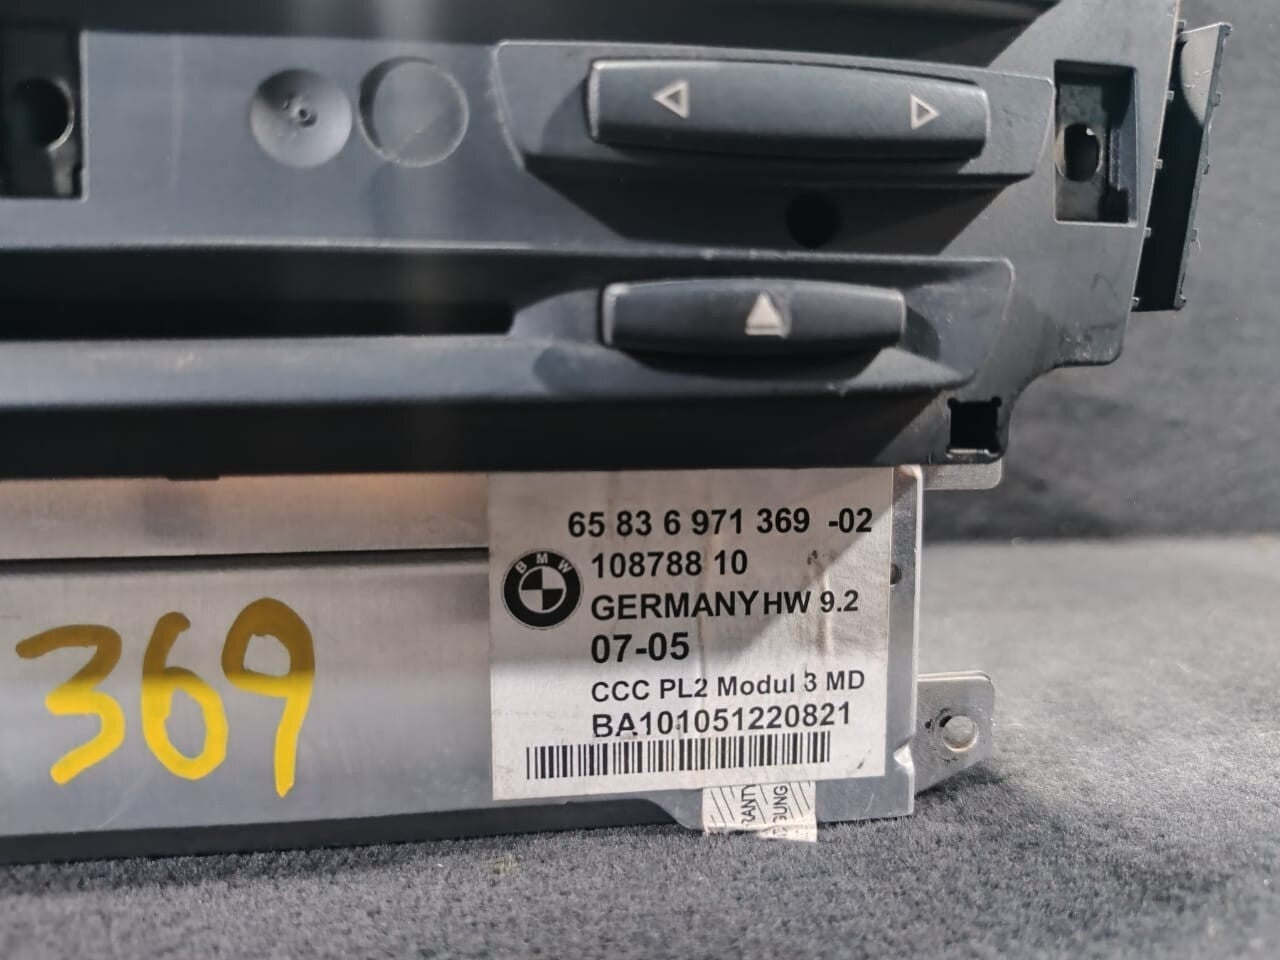 65 83 6 971 369 -02
BMW
108788 10
GERMANY HW 9.2
07-05
CCC PL2 Modul 3 MD
BA101051220821
369